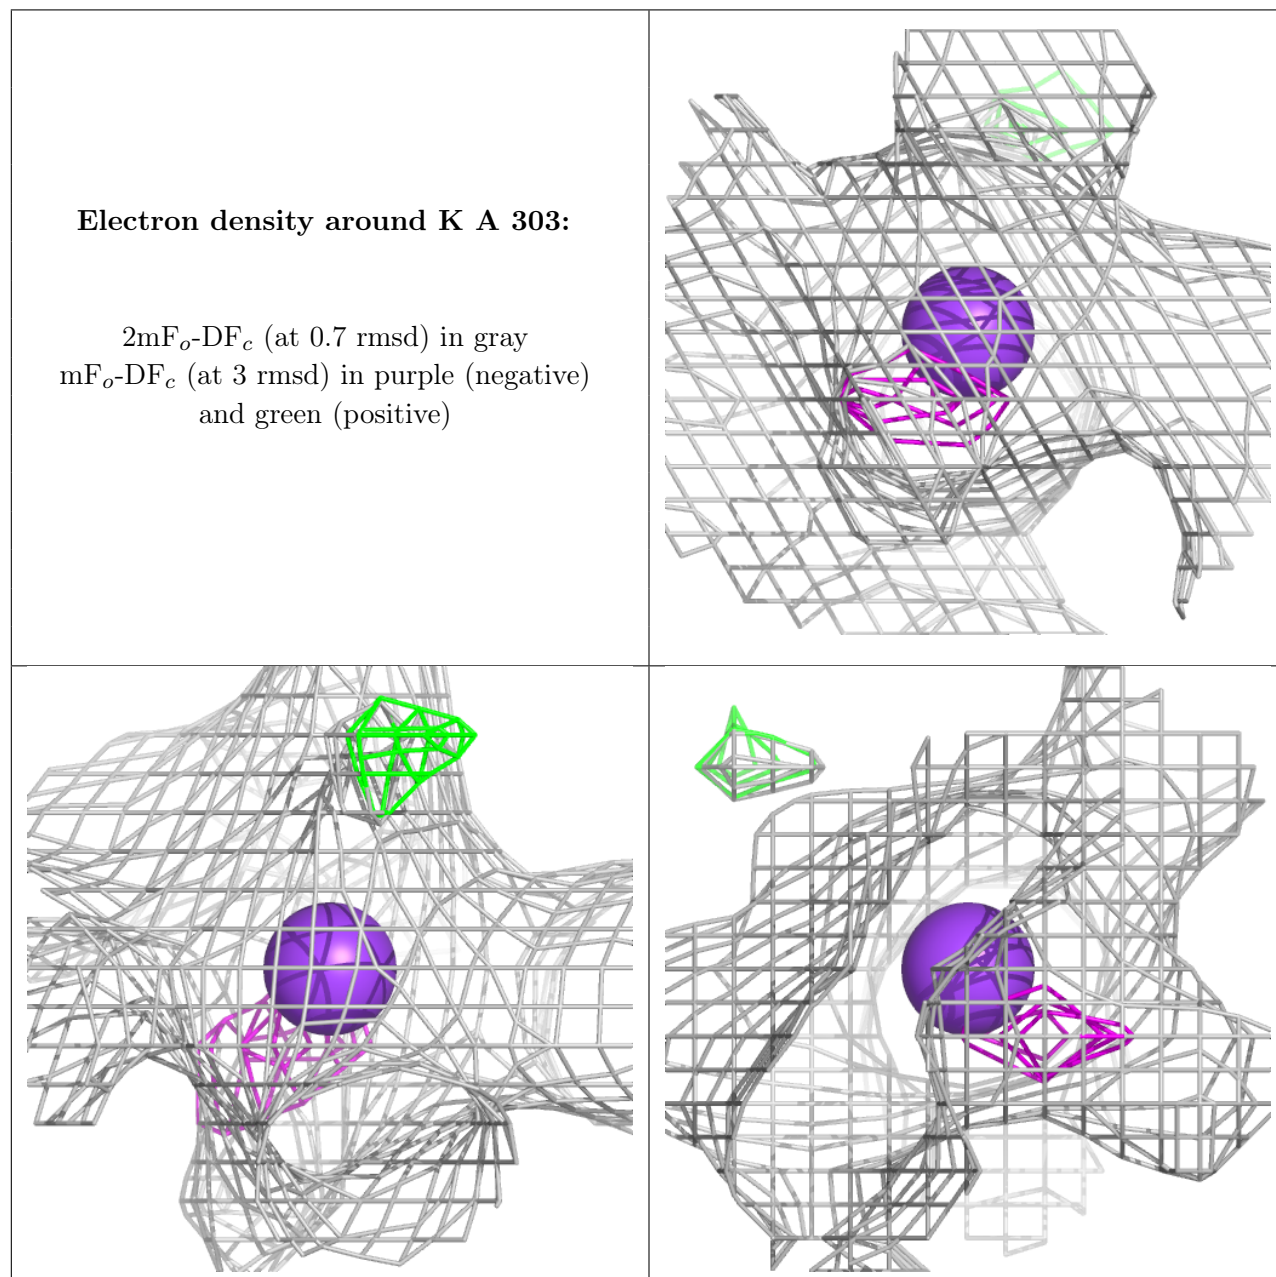 Electron density around K A 303:
2mFo-DFc (at 0.7 rmsd) in gray
mFo-DFc (at 3 rmsd) in purple (negative)
and green (positive)